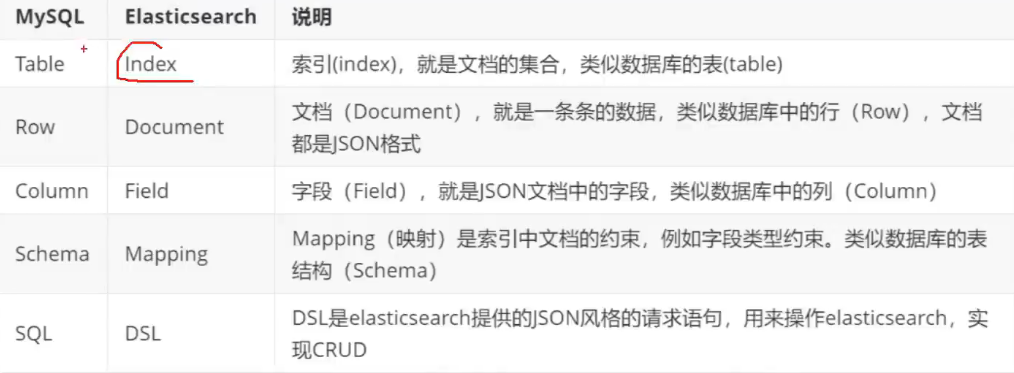 MySQL Elasticsearch 说明
Table Index 索引(index)，就是文档的集合，类似数据库的表(table)
Row Document 文档（Document），就是一条条的数据，类似数据库中的行（Row），文档
都是JSON格式
Column Field 字段（Field），就是JSON文档中的字段，类似数据库中的列（Column）
Schema Mapping Mapping（映射）是索引中文档的约束，例如字段类型约束。类似数据库的表
结构（Schema）
SQL DSL DSL是elasticsearch提供的JSON风格的请求语句，用来操作elasticsearch，实
现CRUD